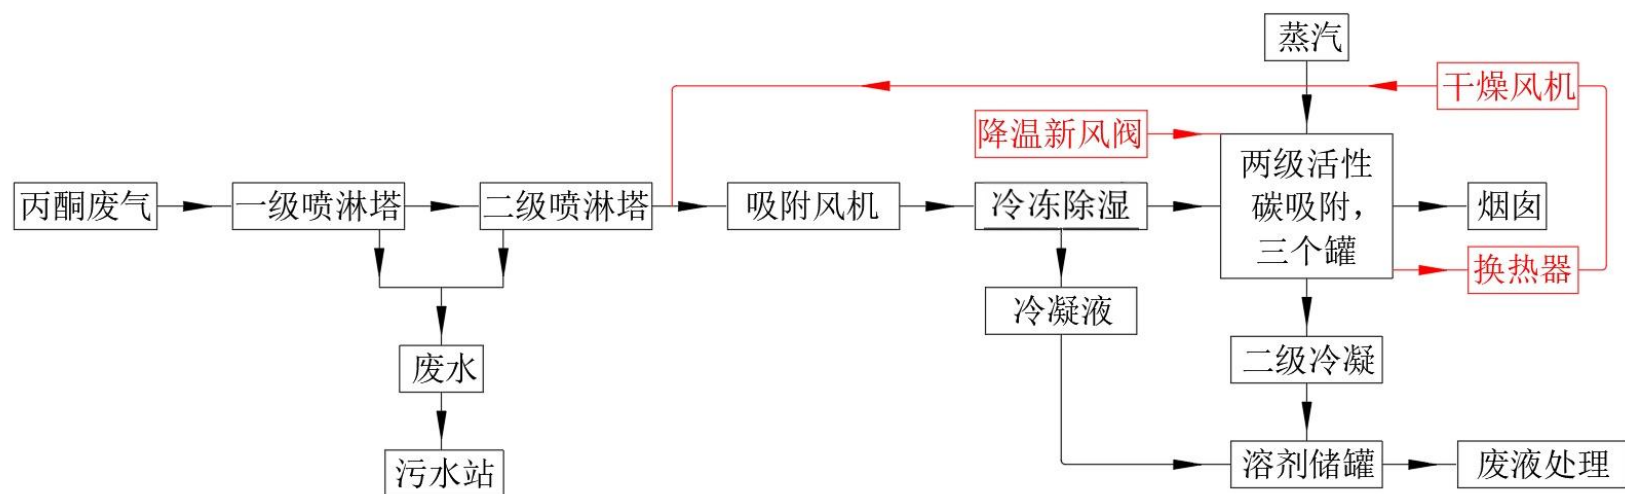 蒸汽
干燥风机
降温新风阀
丙酮废气
一级喷淋塔
二级喷淋塔
吸附风机
冷冻除湿
两级活性
碳吸附，
三个罐
烟囱
换热器
冷凝液
废水
二级冷凝
污水站
溶剂储罐
废液处理